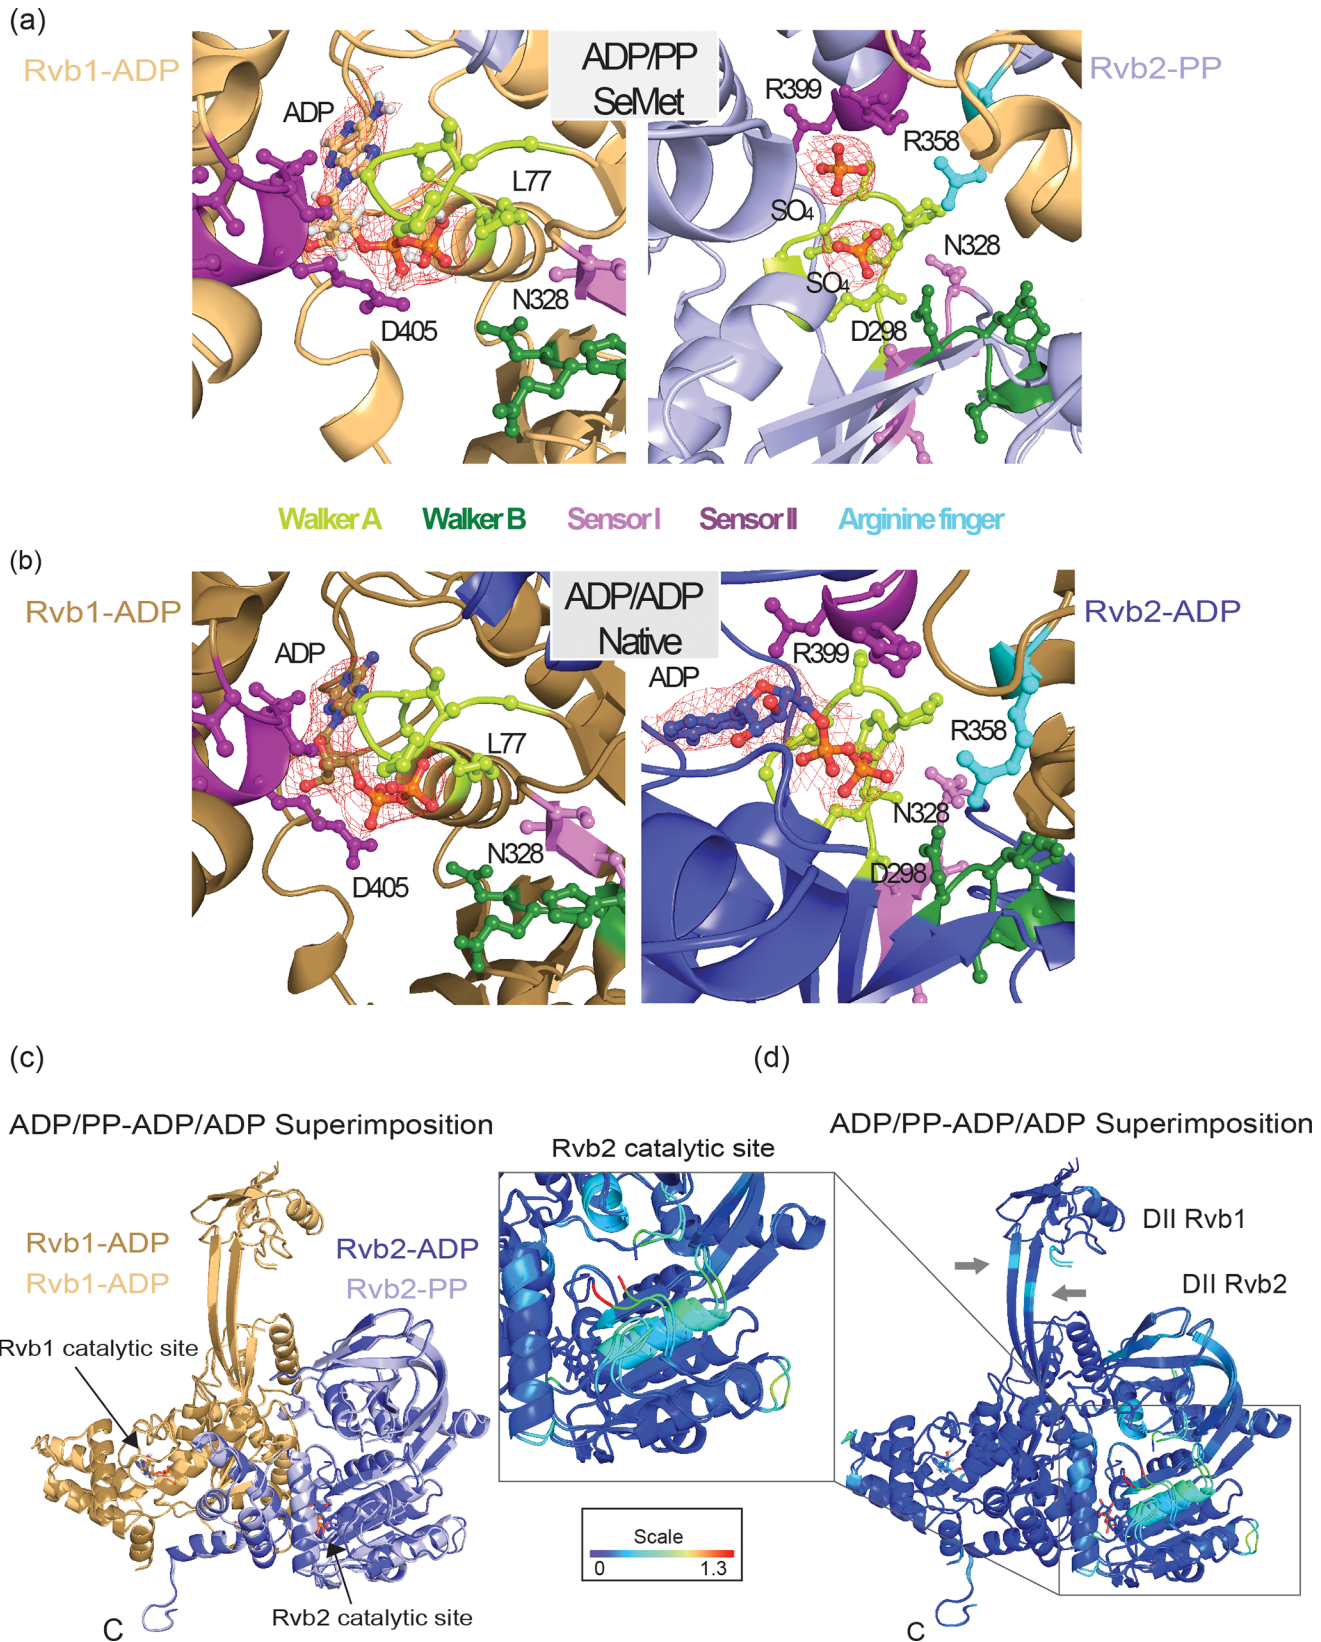 (a)
Rvb1-ADP
ADP/PP
SeMet
Rvb2-PP
ADP
L77
N328
D405
R399
R358
SO4
N328
SO4
D298
Walker A Walker B Sensor I Sensor II Arginine finger
(b)
Rvb1-ADP
ADP/ADP
Native
Rvb2-ADP
ADP
L77
N328
D405
R399
ADP
R358
N328
D298
(c)
(d)
ADP/PP-ADP/ADP Superimposition
ADP/PP-ADP/ADP Superimposition
Rvb2 catalytic site
Rvb1-ADP
Rvb1-ADP
Rvb2-ADP
Rvb2-PP
DII Rvb1
DII Rvb2
Rvb1 catalytic site
Scale
0 1.3
Rvb2 catalytic site
C
C